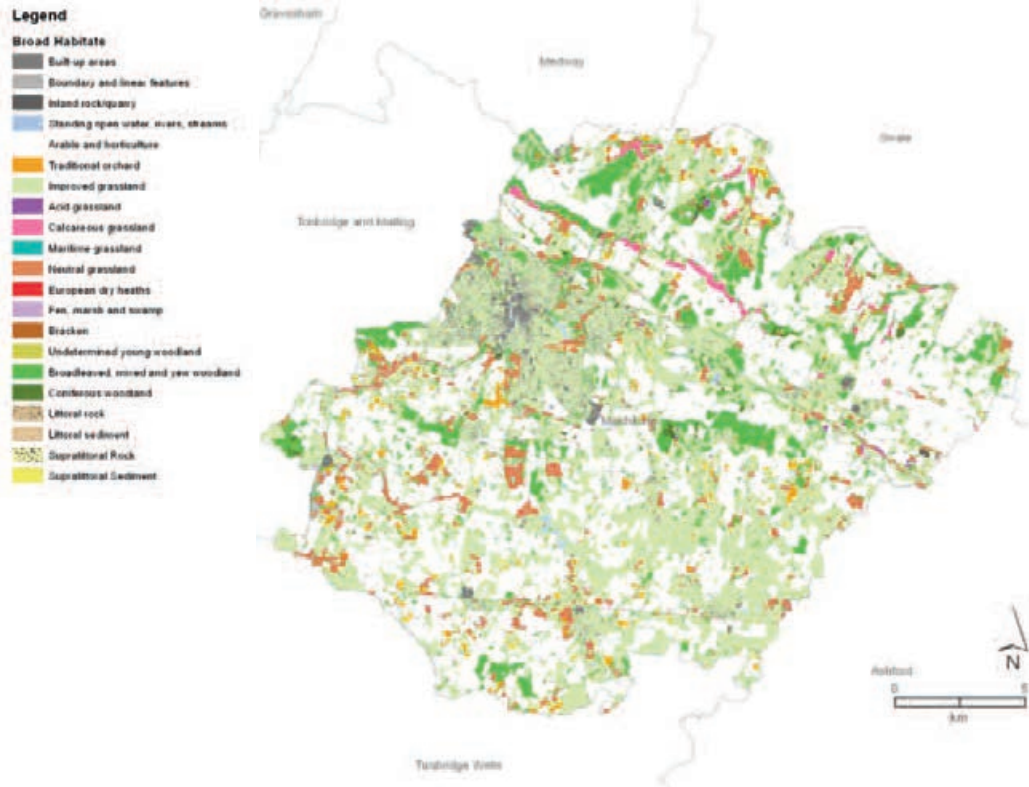 Legend
Broad Habitats
Built-up areas
Boundary and linear features
Inland rock/quarry
Standing open water, rivers, streams
Arable and horticulture
Traditional orchard
Improved grassland
Acid grassland
Calcareous grassland
Maritime grassland
Neutral grassland
European dry heaths
Fen, marsh and swamp
Bracken
Undetermined young woodland
Broadleaved, mixed and yew woodland
Coniferous woodland
Littoral rock
Littoral sediment
Supralittoral Rock
Supralittoral Sediment
Gravesham
Medway
Swale
Tonbridge and Malling
Maidstone
Ashford
N
0 5
km
Tunbridge Wells